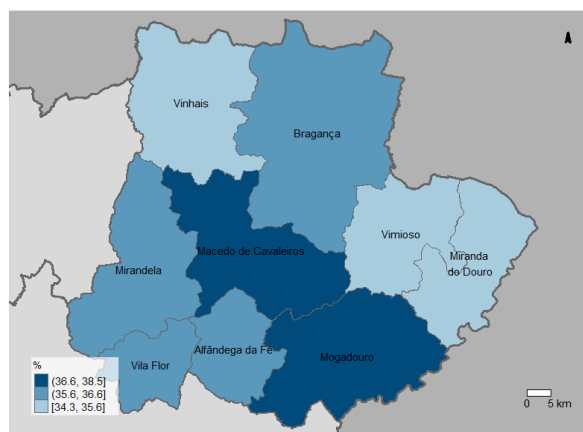 Vinhais
Bragança
Vimioso
Macedo de Cavaleiros
Miranda
do Douro
Mirandela
Alfândega da Fé
Mogadouro
Vila Flor
%
(36.6, 38.5]
(35.6, 36.6]
[34.3, 35.6]
0 5 km